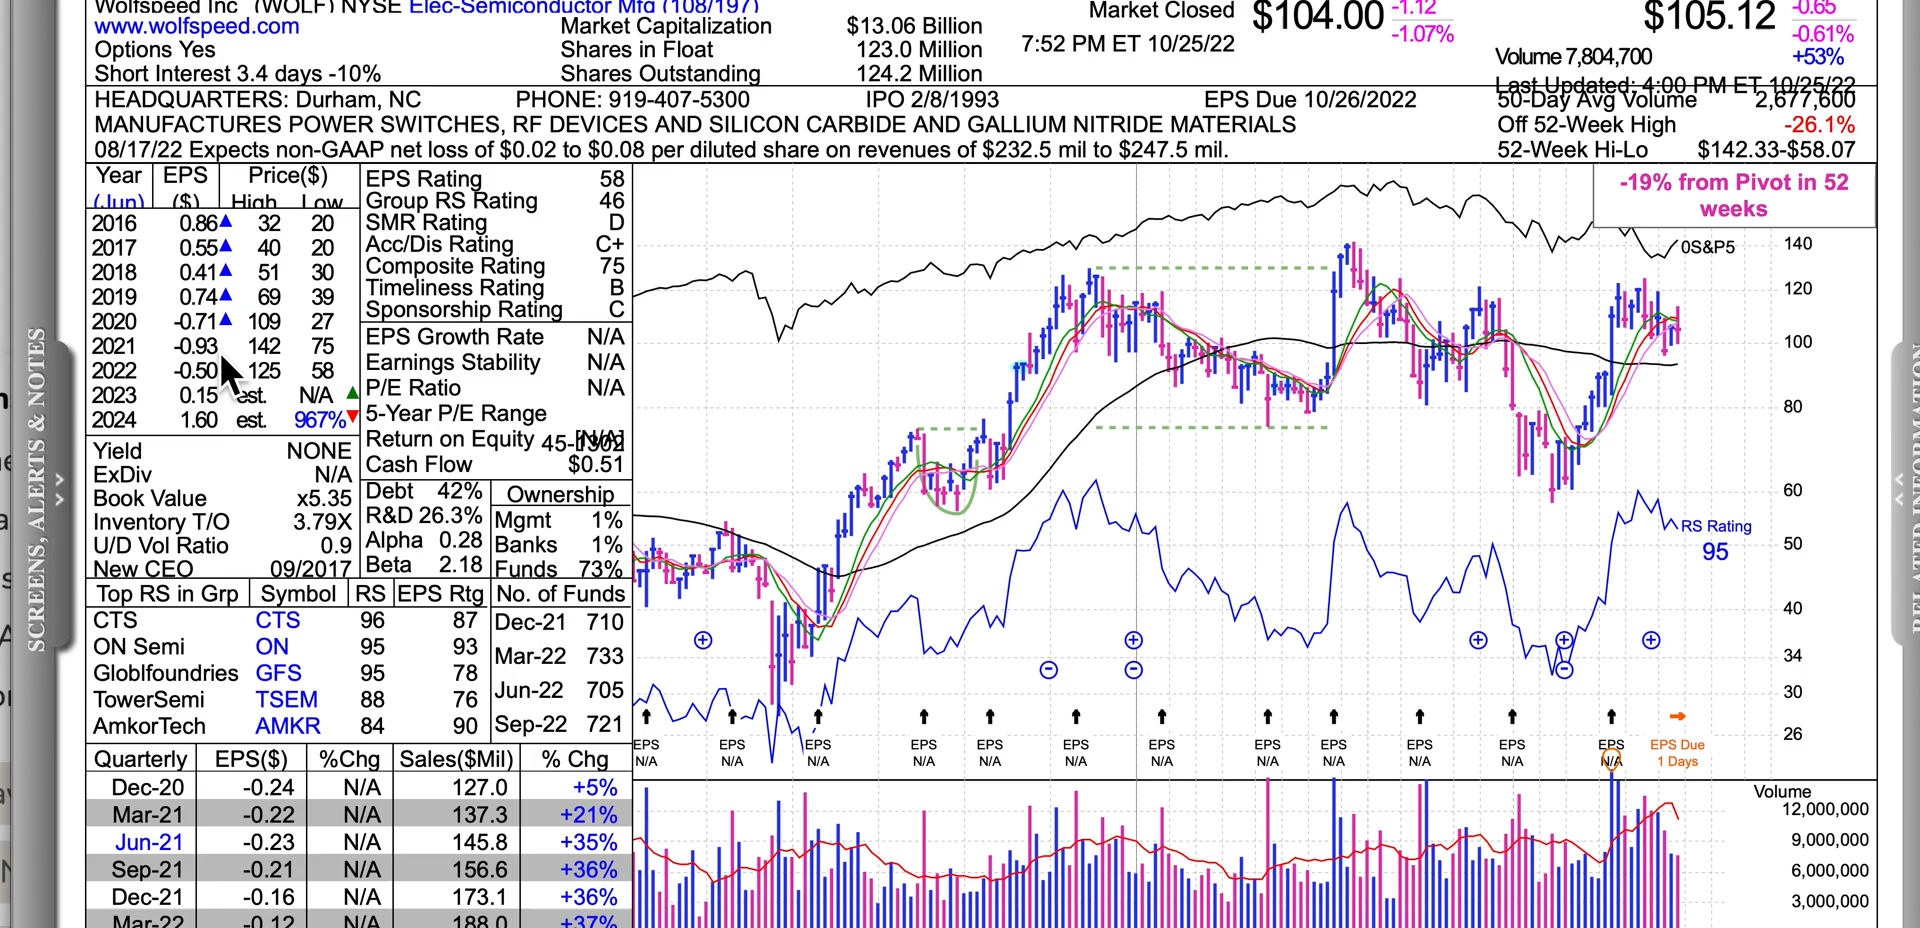 Wolfspeed Inc (WOLF) NYSE Elec-Semiconductor Mfg (108/197)
www.wolfspeed.com
Options Yes
Short Interest 3.4 days -10%
Market Capitalization $13.06 Billion
Shares in Float 123.0 Million
Shares Outstanding 124.2 Million
Market Closed
7:52 PM ET 10/25/22
$104.00 -1.12
-1.07%
$105.12 -0.65
-0.61%
Volume 7,804,700 +53%
Last Updated: 4:00 PM ET 10/25/22
HEADQUARTERS: Durham, NC PHONE: 919-407-5300 IPO 2/8/1993 EPS Due 10/26/2022
MANUFACTURES POWER SWITCHES, RF DEVICES AND SILICON CARBIDE AND GALLIUM NITRIDE MATERIALS
08/17/22 Expects non-GAAP net loss of $0.02 to $0.08 per diluted share on revenues of $232.5 mil to $247.5 mil.
50-Day Avg Volume 2,677,600
Off 52-Week High -26.1%
52-Week Hi-Lo $142.33-$58.07
Year EPS Price($)
(Jun) ($) High Low
2016 0.86 32 20
2017 0.55 40 20
2018 0.41 51 30
2019 0.74 69 39
2020 -0.71 109 27
2021 -0.93 142 75
2022 -0.50 125 58
2023 0.15 est. N/A
2024 1.60 est. 967%
Yield NONE
ExDiv N/A
Book Value x5.35
Inventory T/O 3.79X
U/D Vol Ratio 0.9
New CEO 09/2017
EPS Rating 58
Group RS Rating 46
SMR Rating D
Acc/Dis Rating C+
Composite Rating 75
Timeliness Rating B
Sponsorship Rating C
EPS Growth Rate N/A
Earnings Stability N/A
P/E Ratio N/A
5-Year P/E Range
Return on Equity
Cash Flow $0.51
Debt 42%
R&D 26.3%
Alpha 0.28
Beta 2.18
Ownership
Mgmt 1%
Banks 1%
Funds 73%
Top RS in Grp Symbol RS EPS Rtg
CTS CTS 96 87
ON Semi ON 95 93
Globlfoundries GFS 95 78
TowerSemi TSEM 88 76
AmkorTech AMKR 84 90
No. of Funds
Dec-21 710
Mar-22 733
Jun-22 705
Sep-22 721
Quarterly EPS($) %Chg Sales($Mil) % Chg
Dec-20 -0.24 N/A 127.0 +5%
Mar-21 -0.22 N/A 137.3 +21%
Jun-21 -0.23 N/A 145.8 +35%
Sep-21 -0.21 N/A 156.6 +36%
Dec-21 -0.16 N/A 173.1 +36%
Mar-22 -0.12 N/A 188.0 +37%
-19% from Pivot in 52
weeks
0S&P5
140
120
100
80
60
50
40
34
30
26
RS Rating
95
EPS EPS EPS EPS EPS EPS EPS EPS EPS EPS EPS EPS EPS Due
N/A N/A N/A N/A N/A N/A N/A N/A N/A N/A N/A N/A 1 Days
Volume
12,000,000
9,000,000
6,000,000
3,000,000
SCREENS, ALERTS & NOTES